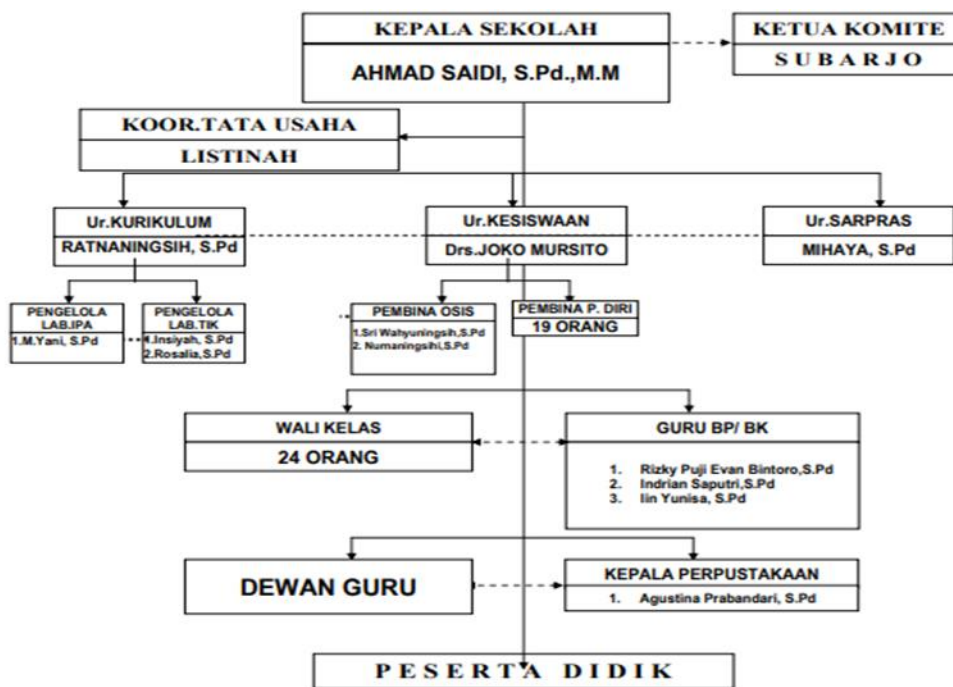 KEPALA SEKOLAH
AHMAD SAIDI, S.Pd.,M.M
KETUA KOMITE
S U B A R J O
KOOR.TATA USAHA
LISTINAH
Ur.KURIKULUM
RATNANINGSIH, S.Pd
Ur.KESISWAAN
Drs.JOKO MURSITO
Ur.SARPRAS
MIHAYA, S.Pd
PENGELOLA
LAB.IPA
1.M.Yani, S.Pd
PENGELOLA
LAB.TIK
1.Insiyah, S.Pd
2.Rosalia,S.Pd
PEMBINA OSIS
1.Sri Wahyuningsih,S.Pd
2. Numaningsihi,S.Pd
PEMBINA P. DIRI
19 ORANG
WALI KELAS
24 ORANG
GURU BP/ BK
1. Rizky Puji Evan Bintoro,S.Pd
2. Indrian Saputri,S.Pd
3. Iin Yunisa, S.Pd
DEWAN GURU
KEPALA PERPUSTAKAAN
1. Agustina Prabandari, S.Pd
P E S E R T A D I D I K